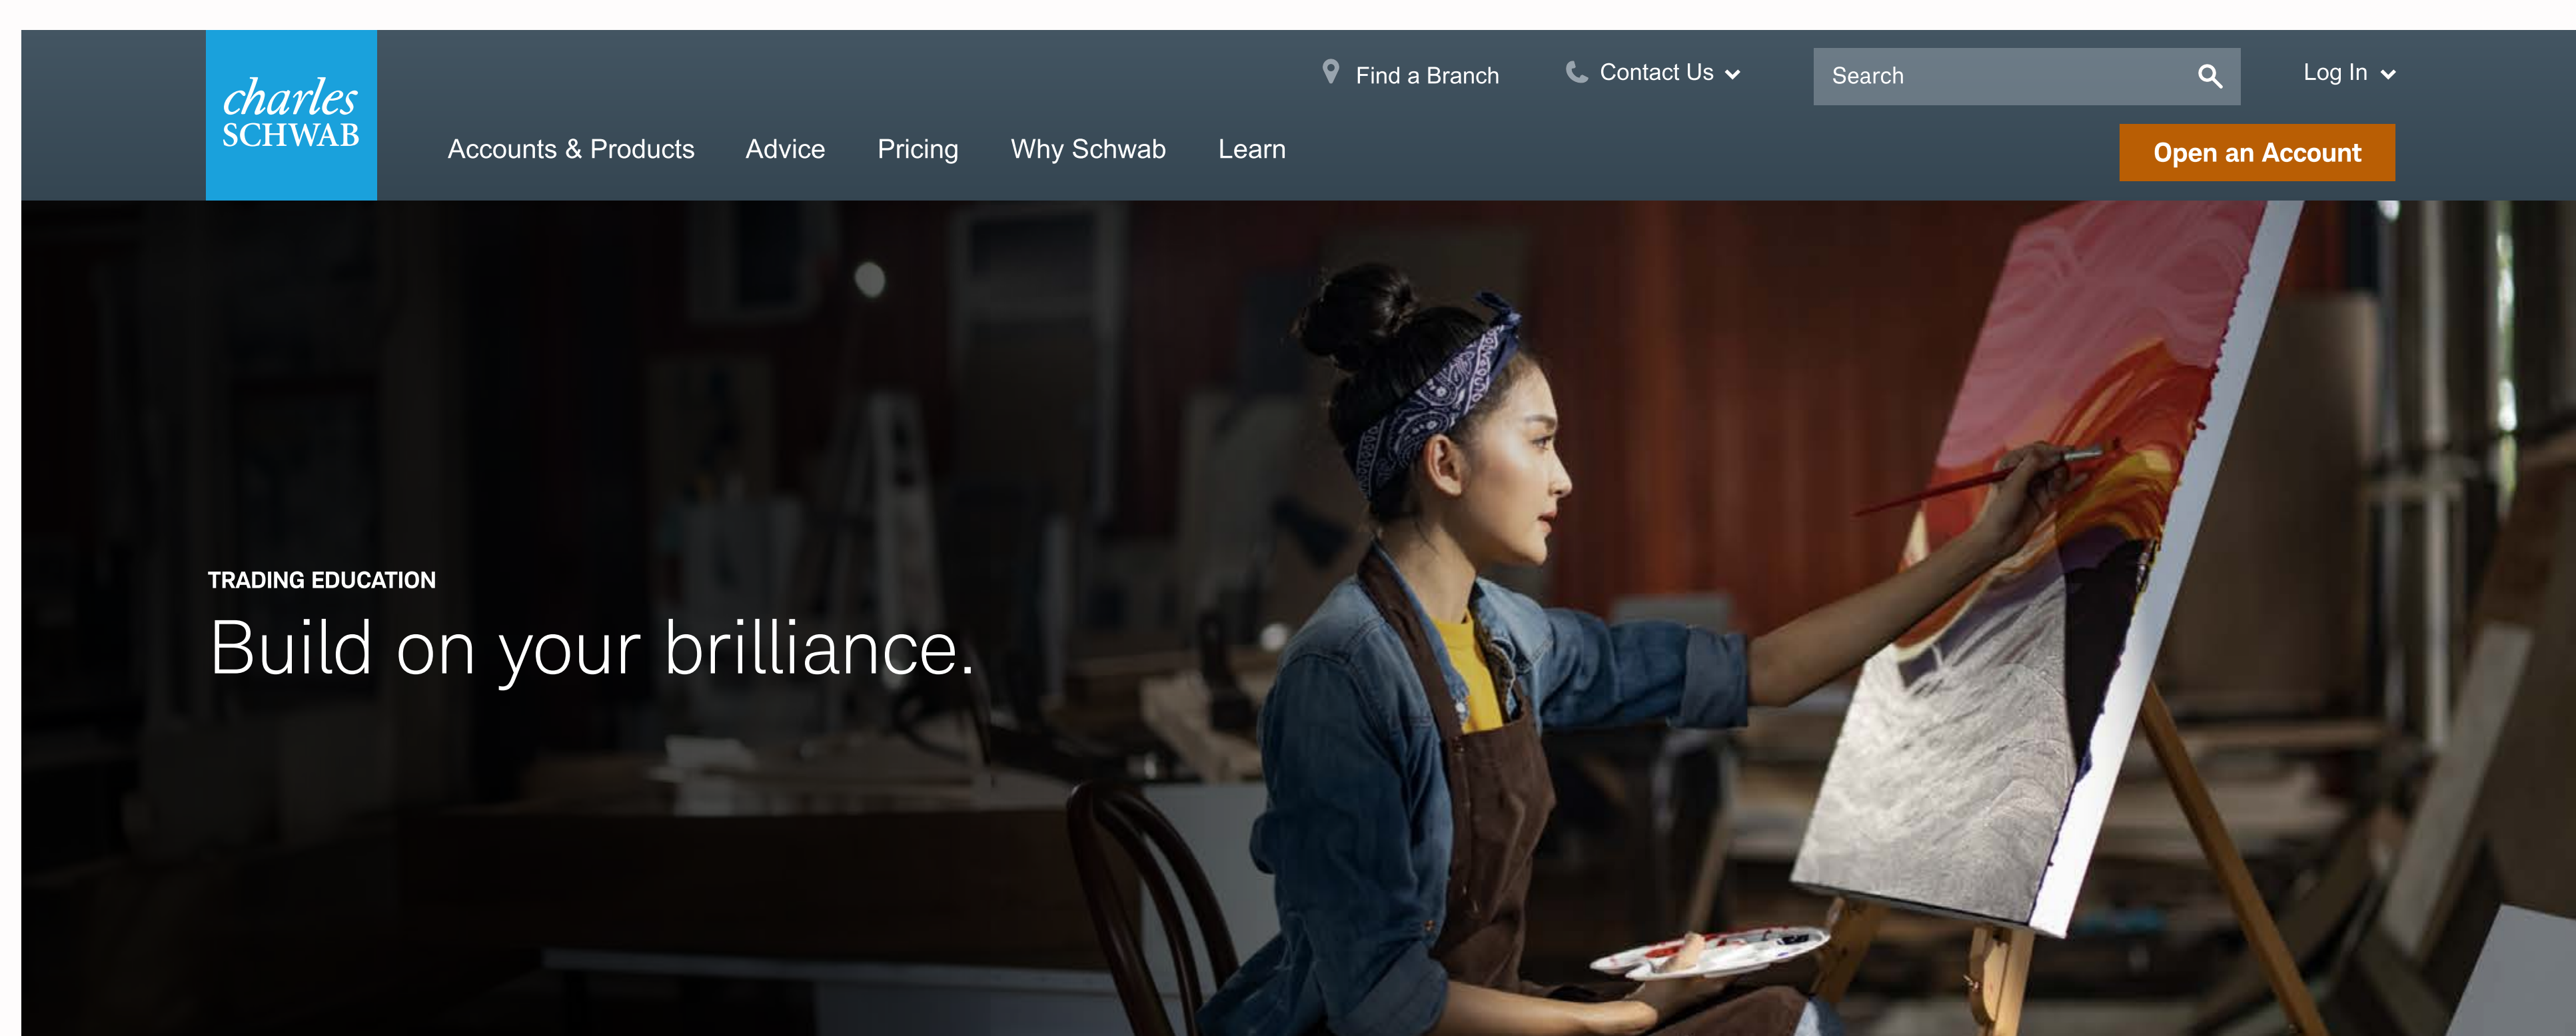 charles
SCHWAB
Find a Branch
Contact Us
Search
Log In
Accounts & Products
Advice
Pricing
Why Schwab
Learn
Open an Account
TRADING EDUCATION
Build on your brilliance.